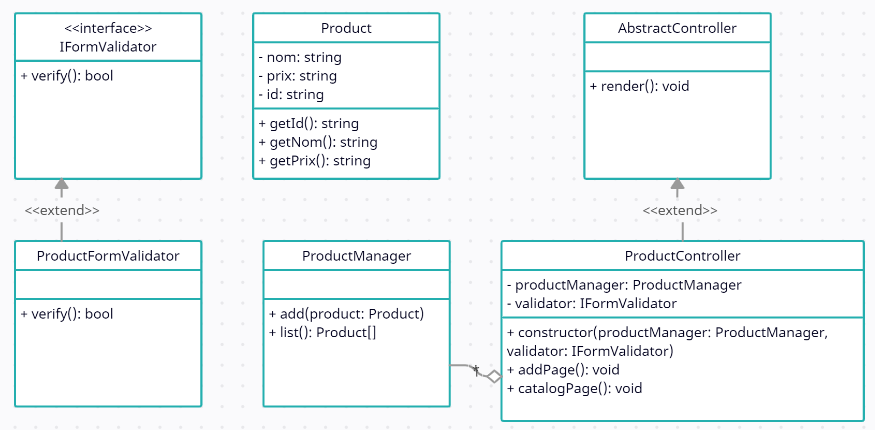 <<interface>>
IFormValidator
+ verify(): bool
Product
- nom: string
- prix: string
- id: string
+ getId(): string
+ getNom(): string
+ getPrix(): string
AbstractController
+ render(): void
<<extend>>
<<extend>>
ProductFormValidator
+ verify(): bool
ProductManager
+ add(product: Product)
+ list(): Product[]
*
ProductController
- productManager: ProductManager
- validator: IFormValidator
+ constructor(productManager: ProductManager,
validator: IFormValidator)
+ addPage(): void
+ catalogPage(): void